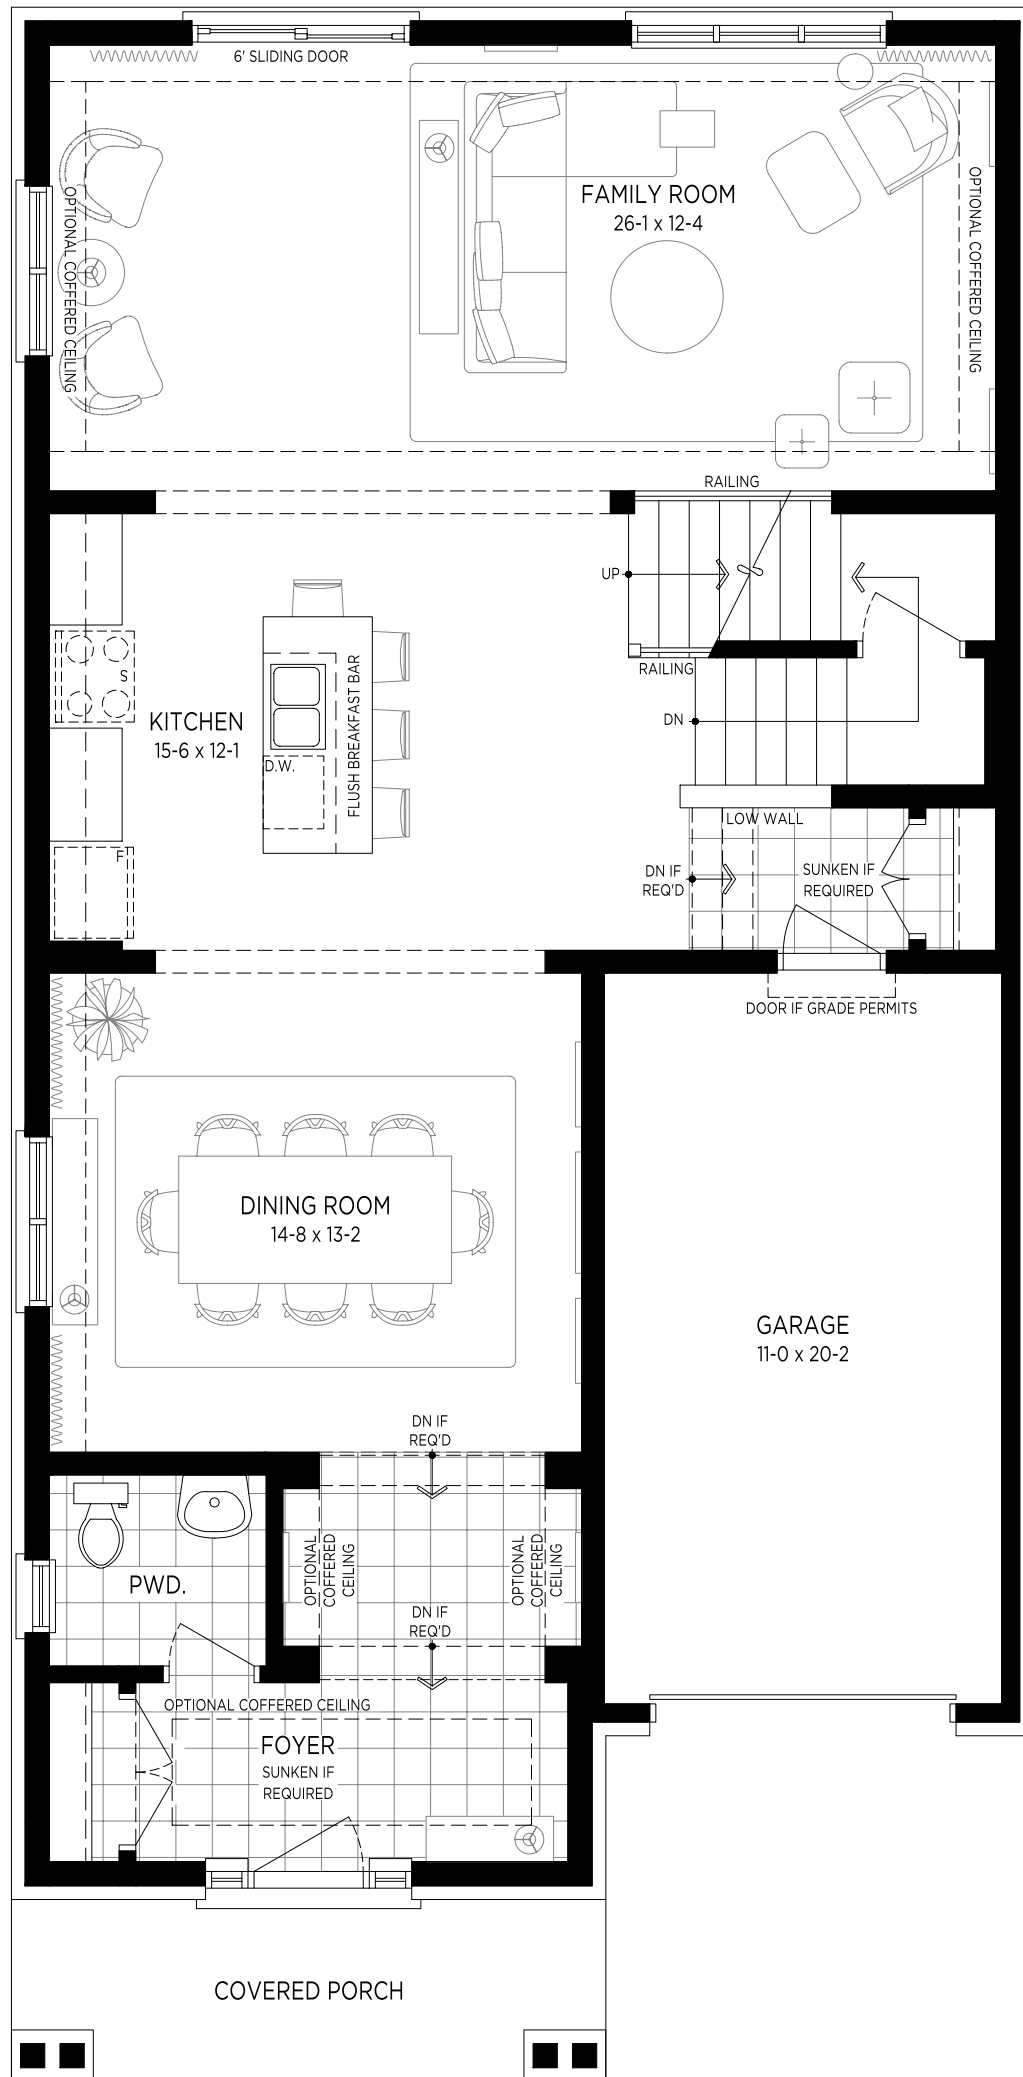 6' SLIDING DOOR
FAMILY ROOM
26-1 x 12-4
OPTIONAL COFFERED CEILING
OPTIONAL COFFERED CEILING
RAILING
UP
RAILING
S
KITCHEN
15-6 x 12-1
FLUSH BREAKFAST BAR
D.W.
DN
LOW WALL
F
DN IF
REQ'D
SUNKEN IF
REQUIRED
DOOR IF GRADE PERMITS
DINING ROOM
14-8 x 13-2
GARAGE
11-0 x 20-2
DN IF
REQ'D
OPTIONAL
COFFERED
CEILING
OPTIONAL
COFFERED
CEILING
PWD.
DN IF
REQ'D
OPTIONAL COFFERED CEILING
FOYER
SUNKEN IF
REQUIRED
COVERED PORCH